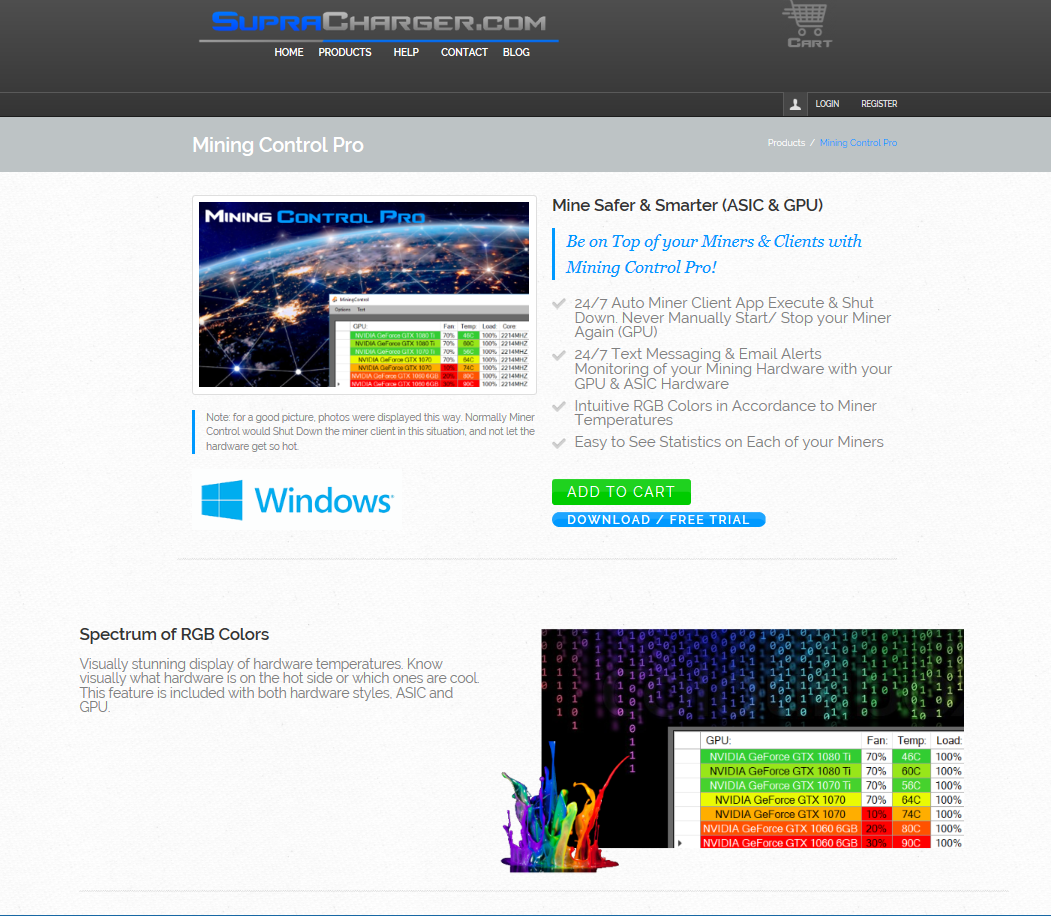 SUPRACHARGER.COM
CART
HOME PRODUCTS HELP CONTACT BLOG
LOGIN REGISTER
Mining Control Pro
Products / Mining Control Pro
MINING CONTROL PRO
MiningControl
Options Text
GPU: Fan: Temp: Load: Core
NVIDIA GeForce GTX 1080 Ti 70% 46C 100% 2214MHZ
NVIDIA GeForce GTX 1080 Ti 70% 60C 100% 2214MHZ
NVIDIA GeForce GTX 1070 Ti 70% 56C 100% 2214MHZ
NVIDIA GeForce GTX 1070 70% 64C 100% 2214MHZ
NVIDIA GeForce GTX 1070 10% 74C 100% 2214MHZ
NVIDIA GeForce GTX 1060 6GB 20% 80C 100% 2214MHZ
NVIDIA GeForce GTX 1060 6GB 30% 90C 100% 2214MHZ
Note: for a good picture, photos were displayed this way. Normally Miner
Control would Shut Down the miner client in this situation, and not let the
hardware get so hot.
Windows
Mine Safer & Smarter (ASIC & GPU)
Be on Top of your Miners & Clients with
Mining Control Pro!
24/7 Auto Miner Client App Execute & Shut
Down. Never Manually Start/ Stop your Miner
Again (GPU)
24/7 Text Messaging & Email Alerts
Monitoring of your Mining Hardware with your
GPU & ASIC Hardware
Intuitive RGB Colors in Accordance to Miner
Temperatures
Easy to See Statistics on Each of your Miners
ADD TO CART
DOWNLOAD / FREE TRIAL
Spectrum of RGB Colors
Visually stunning display of hardware temperatures. Know
visually what hardware is on the hot side or which ones are cool.
This feature is included with both hardware styles, ASIC and
GPU.
GPU: Fan: Temp: Load:
NVIDIA GeForce GTX 1080 Ti 70% 46C 100%
NVIDIA GeForce GTX 1080 Ti 70% 60C 100%
NVIDIA GeForce GTX 1070 Ti 70% 56C 100%
NVIDIA GeForce GTX 1070 70% 64C 100%
NVIDIA GeForce GTX 1070 10% 74C 100%
NVIDIA GeForce GTX 1060 6GB 20% 80C 100%
NVIDIA GeForce GTX 1060 6GB 30% 90C 100%